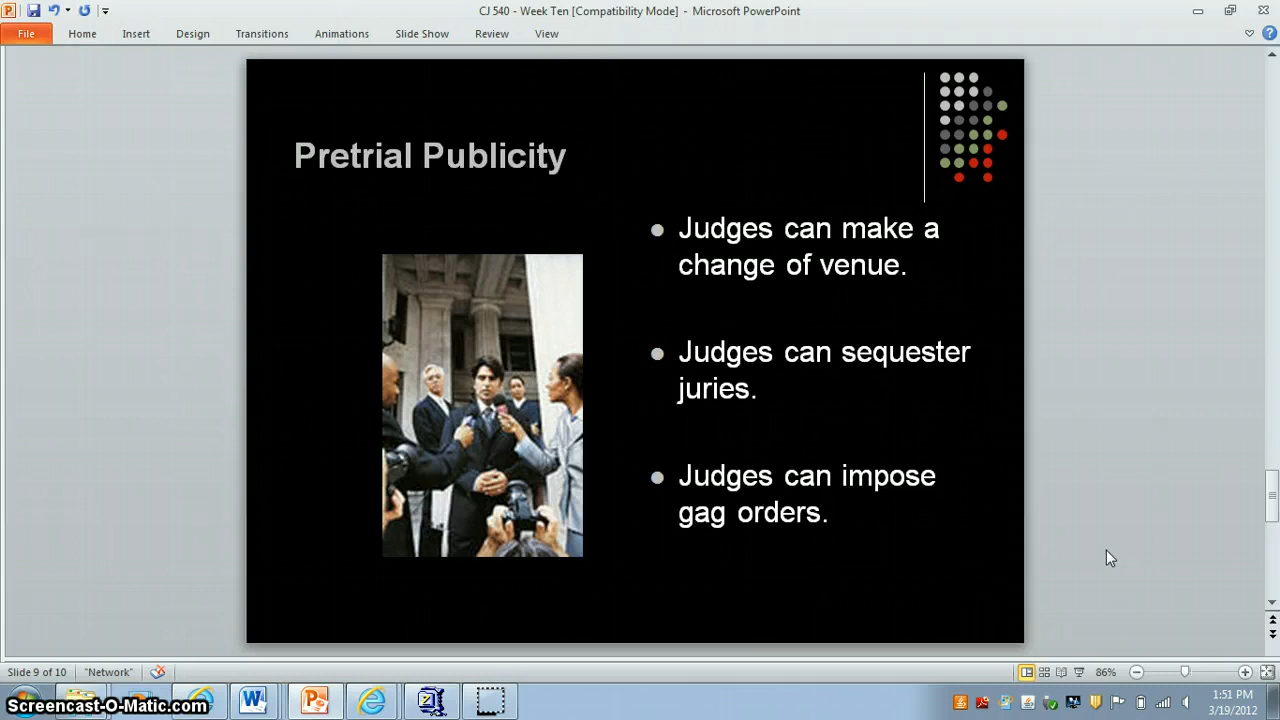 CJ 540 - Week Ten [Compatibility Mode] - Microsoft PowerPoint
File Home Insert Design Transitions Animations Slide Show Review View
Pretrial Publicity
Judges can make a
change of venue.
Judges can sequester
juries.
Judges can impose
gag orders.
Slide 9 of 10 "Network" 86%
Screencast-O-Matic.com
1:51 PM
3/19/2012